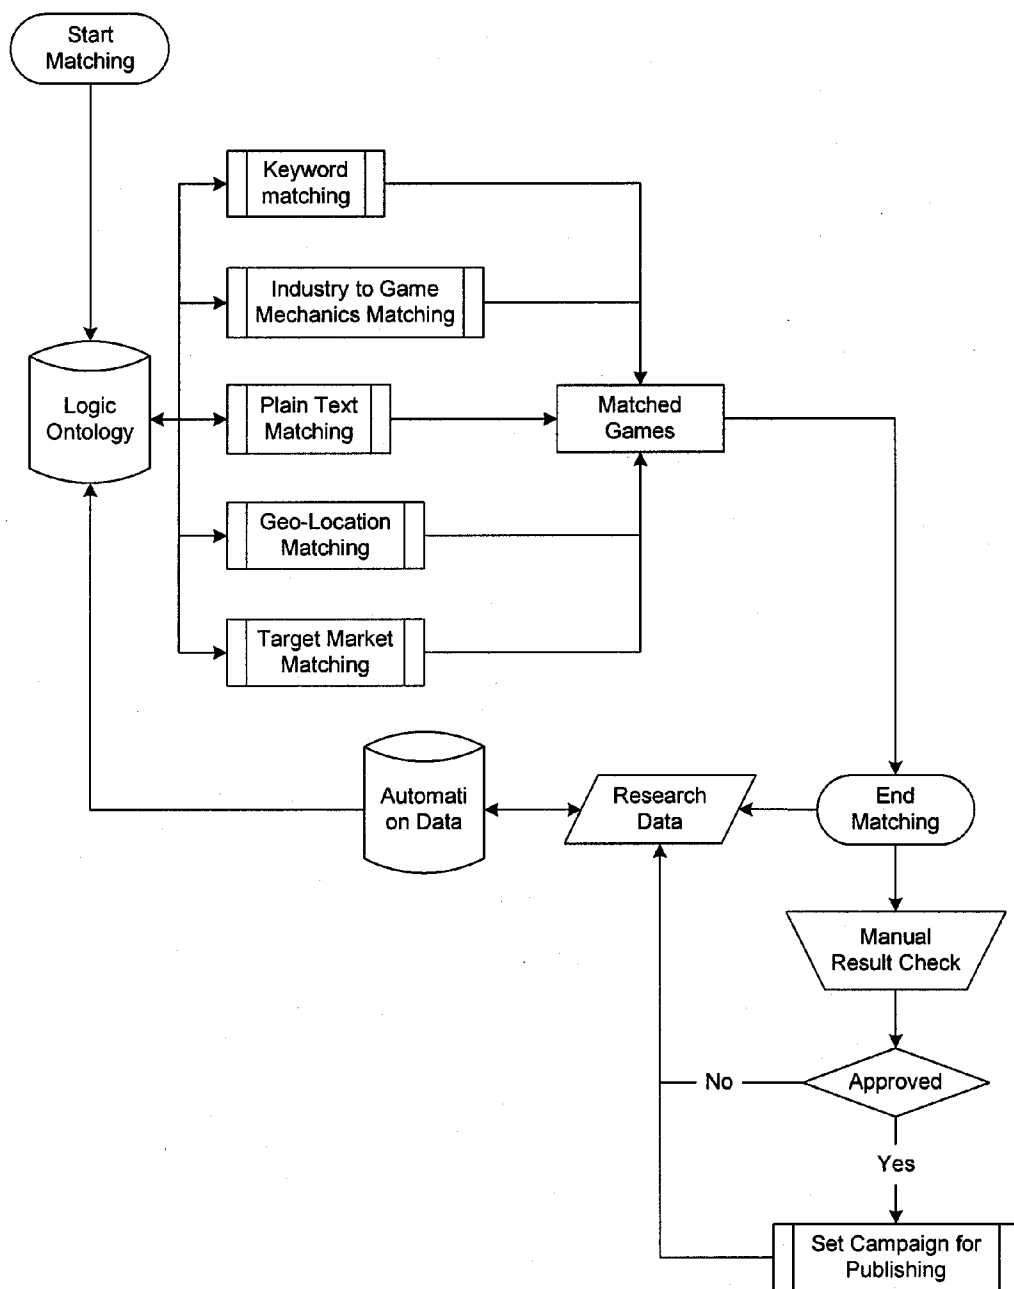 Start
Matching
Keyword
matching
Industry to Game
Mechanics Matching
Logic
Ontology
Plain Text
Matching
Matched
Games
Geo-Location
Matching
Target Market
Matching
Automati
on Data
Research
Data
End
Matching
Manual
Result Check
No
Approved
Yes
Set Campaign for
Publishing